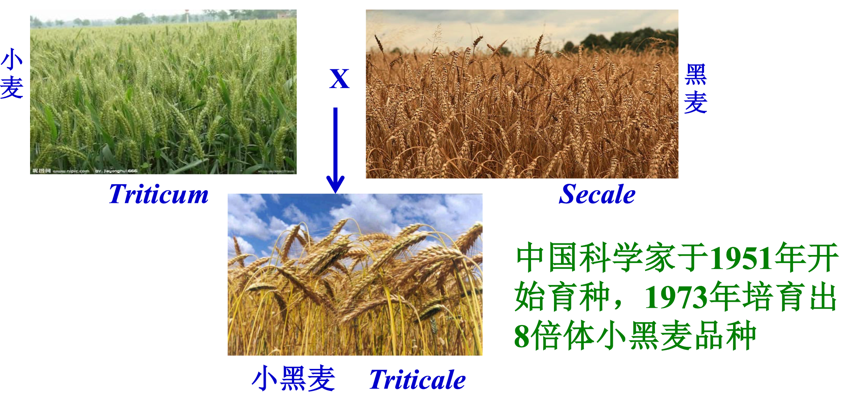 小麦
X
黑麦
Triticum
Secale
中国科学家于1951年开
始育种，1973年培育出
8倍体小黑麦品种
小黑麦 Triticale